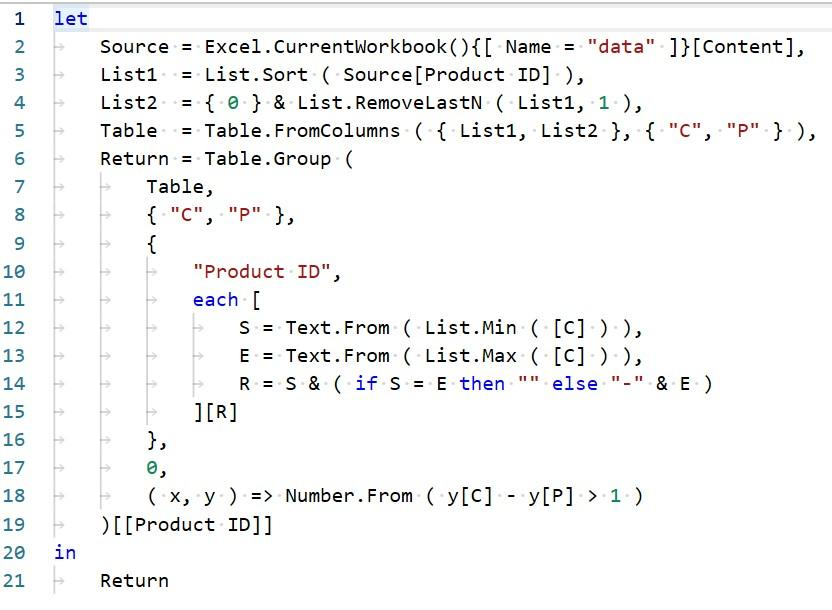 1 let
2 Source = Excel.CurrentWorkbook(){[ Name = "data" ]}[Content],
3 List1 = List.Sort ( Source[Product ID] ),
4 List2 = { 0 } & List.RemoveLastN ( List1, 1 ),
5 Table = Table.FromColumns ( { List1, List2 }, { "C", "P" } ),
6 Return = Table.Group (
7 Table,
8 { "C", "P" },
9 {
10 "Product ID",
11 each [
12 S = Text.From ( List.Min ( [C] ) ),
13 E = Text.From ( List.Max ( [C] ) ),
14 R = S & ( if S = E then "" else "-" & E )
15 ][R]
16 },
17 0,
18 ( x, y ) => Number.From ( y[C] - y[P] > 1 )
19 )[[Product ID]]
20 in
21 Return